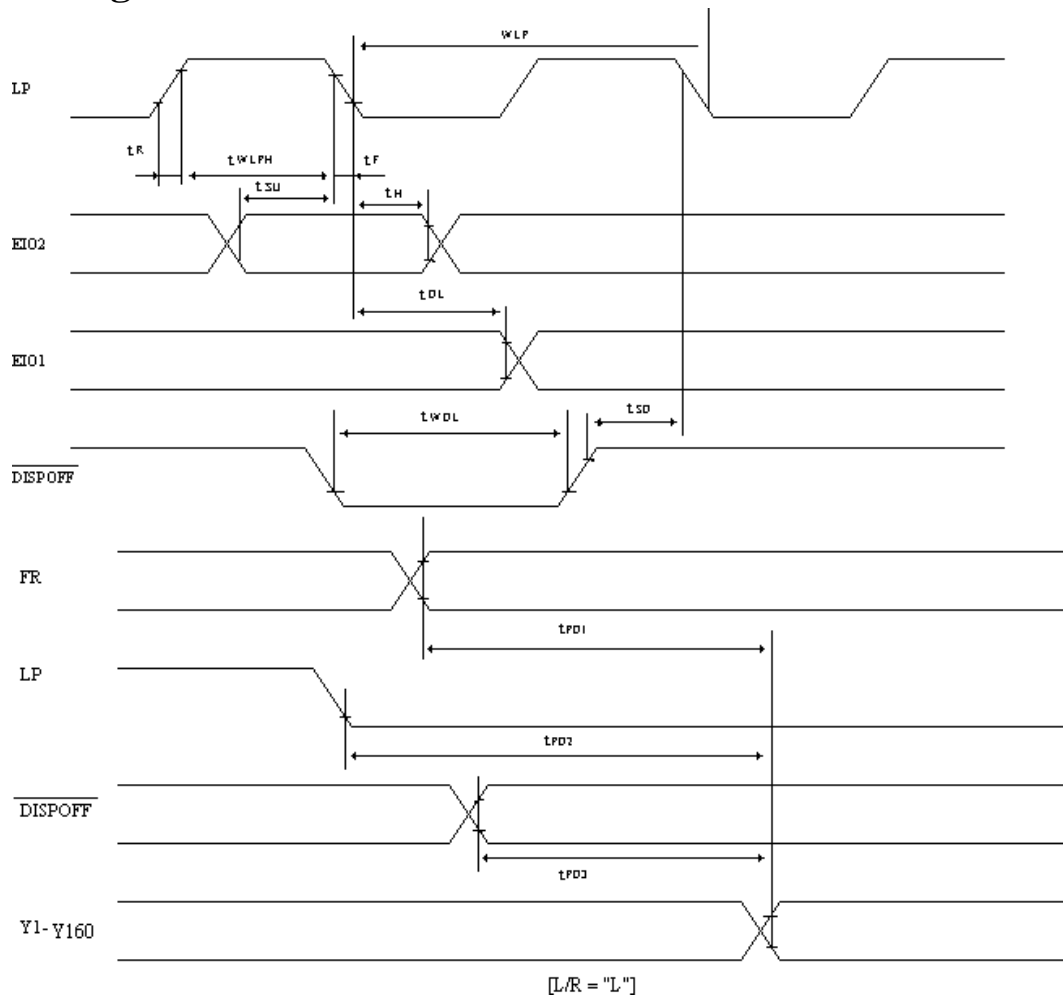 WLP
LP
tR
tWLPH
tF
tSU
tH
EIO2
tDL
EIO1
tWDL
tSD
DISPOFF
FR
tPD1
LP
tPD2
DISPOFF
tPD3
Y1-Y160
[L/R = "L"]